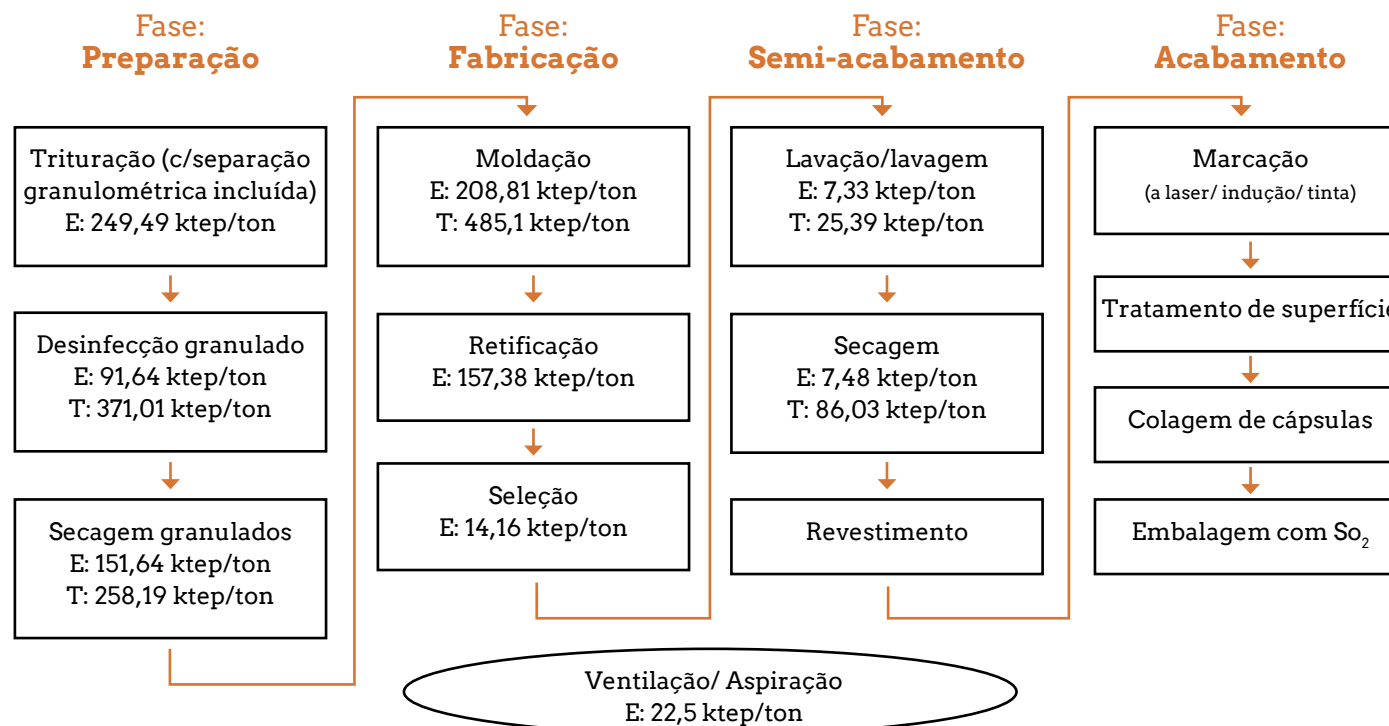 Fase:
Preparação
Trituração (c/separação
granulométrica incluída)
E: 249,49 ktep/ton
Desinfecção granulado
E: 91,64 ktep/ton
T: 371,01 ktep/ton
Secagem granulados
E: 151,64 ktep/ton
T: 258,19 ktep/ton
Fase:
Fabricação
Moldação
E: 208,81 ktep/ton
T: 485,1 ktep/ton
Retificação
E: 157,38 ktep/ton
Seleção
E: 14,16 ktep/ton
Fase:
Semi-acabamento
Lavação/lavagem
E: 7,33 ktep/ton
T: 25,39 ktep/ton
Secagem
E: 7,48 ktep/ton
T: 86,03 ktep/ton
Revestimento
Fase:
Acabamento
Marcação
(a laser/ indução/ tinta)
Tratamento de superfície
Colagem de cápsulas
Embalagem com So₂
Ventilação/ Aspiração
E: 22,5 ktep/ton